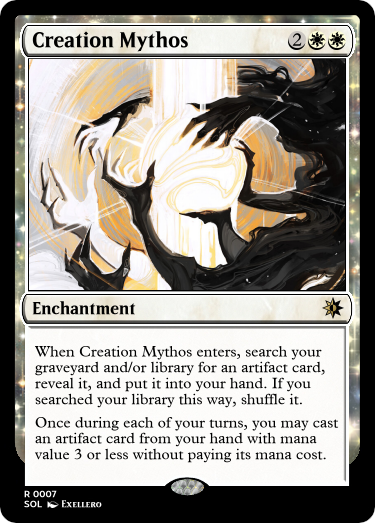 Creation Mythos 2
Enchantment
When Creation Mythos enters, search your
graveyard and/or library for an artifact card,
reveal it, and put it into your hand. If you
searched your library this way, shuffle it.
Once during each of your turns, you may cast
an artifact card from your hand with mana
value 3 or less without paying its mana cost.
R 0007
SOL Exellero